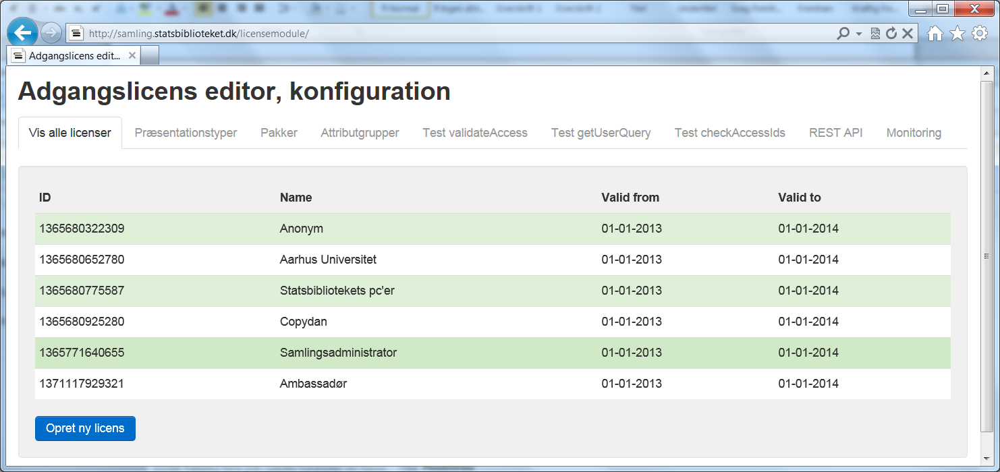 http://samling.statsbiblioteket.dk/licensemodule/
Adgangslicens edit...
Adgangslicens editor, konfiguration
Vis alle licenser Præsentationstyper Pakker Attributgrupper Test validateAccess Test getUserQuery Test checkAccessIds REST API Monitoring
ID Name Valid from Valid to
1365680322309 Anonym 01-01-2013 01-01-2014
1365680652780 Aarhus Universitet 01-01-2013 01-01-2014
1365680775587 Statsbibliotekets pc'er 01-01-2013 01-01-2014
1365680925280 Copydan 01-01-2013 01-01-2014
1365771640655 Samlingsadministrator 01-01-2013 01-01-2014
1371117929321 Ambassadør 01-01-2013 01-01-2014
Opret ny licens